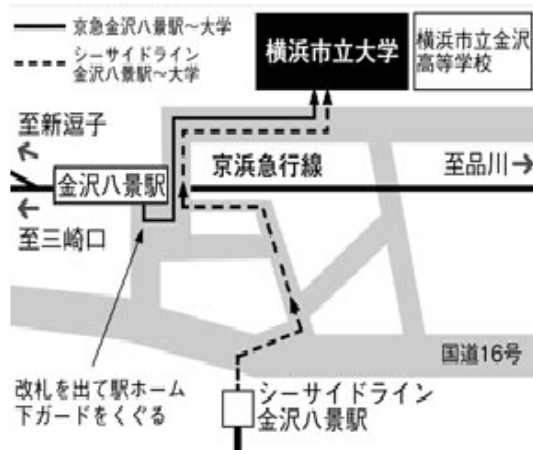 京急金沢八景駅～大学
シーサイドライン
金沢八景駅～大学
横浜市立大学
横浜市立金沢
高等学校
至新逗子
京浜急行線
至品川
金沢八景駅
至三崎口
国道16号
改札を出て駅ホーム
下ガードをくぐる
シーサイドライン
金沢八景駅